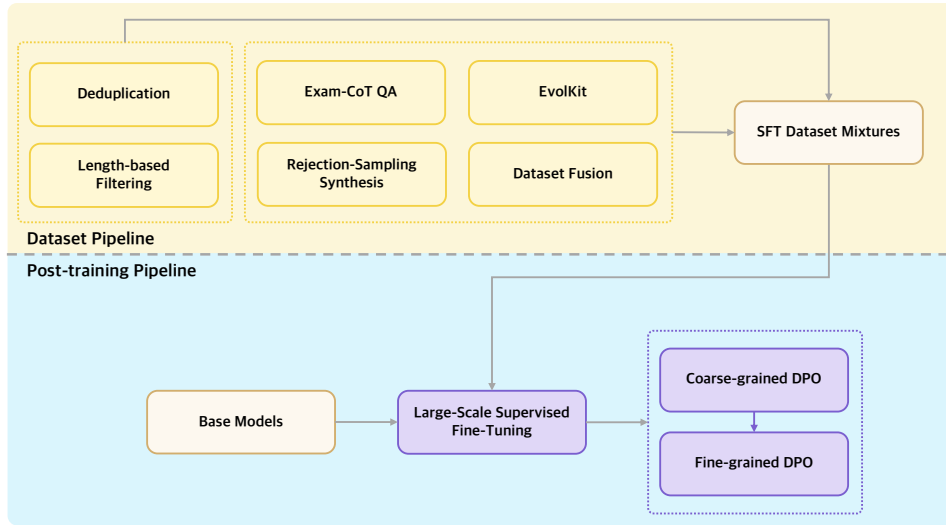 Deduplication
Length-based
Filtering
Exam-CoT QA
EvolKit
Rejection-Sampling
Synthesis
Dataset Fusion
SFT Dataset Mixtures
Dataset Pipeline
Post-training Pipeline
Base Models
Large-Scale Supervised
Fine-Tuning
Coarse-grained DPO
Fine-grained DPO